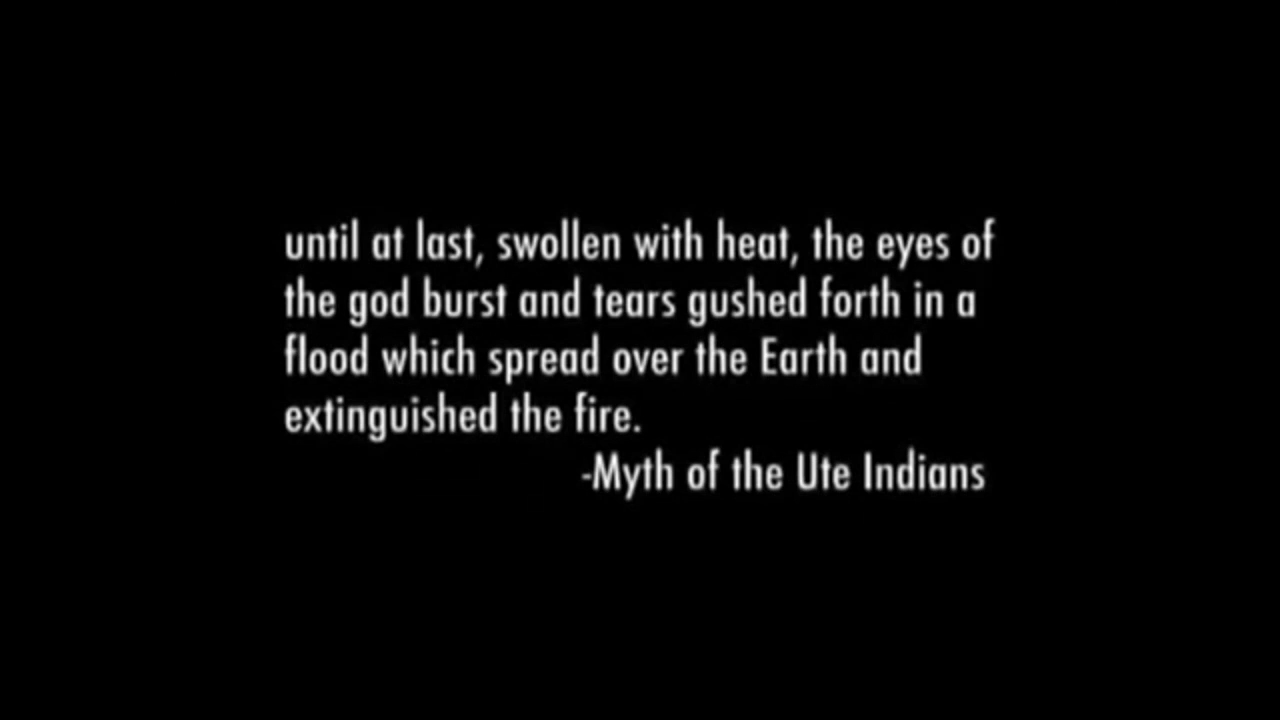 until at last, swollen with heat, the eyes of
the god burst and tears gushed forth in a
flood which spread over the Earth and
extinguished the fire.
-Myth of the Ute Indians